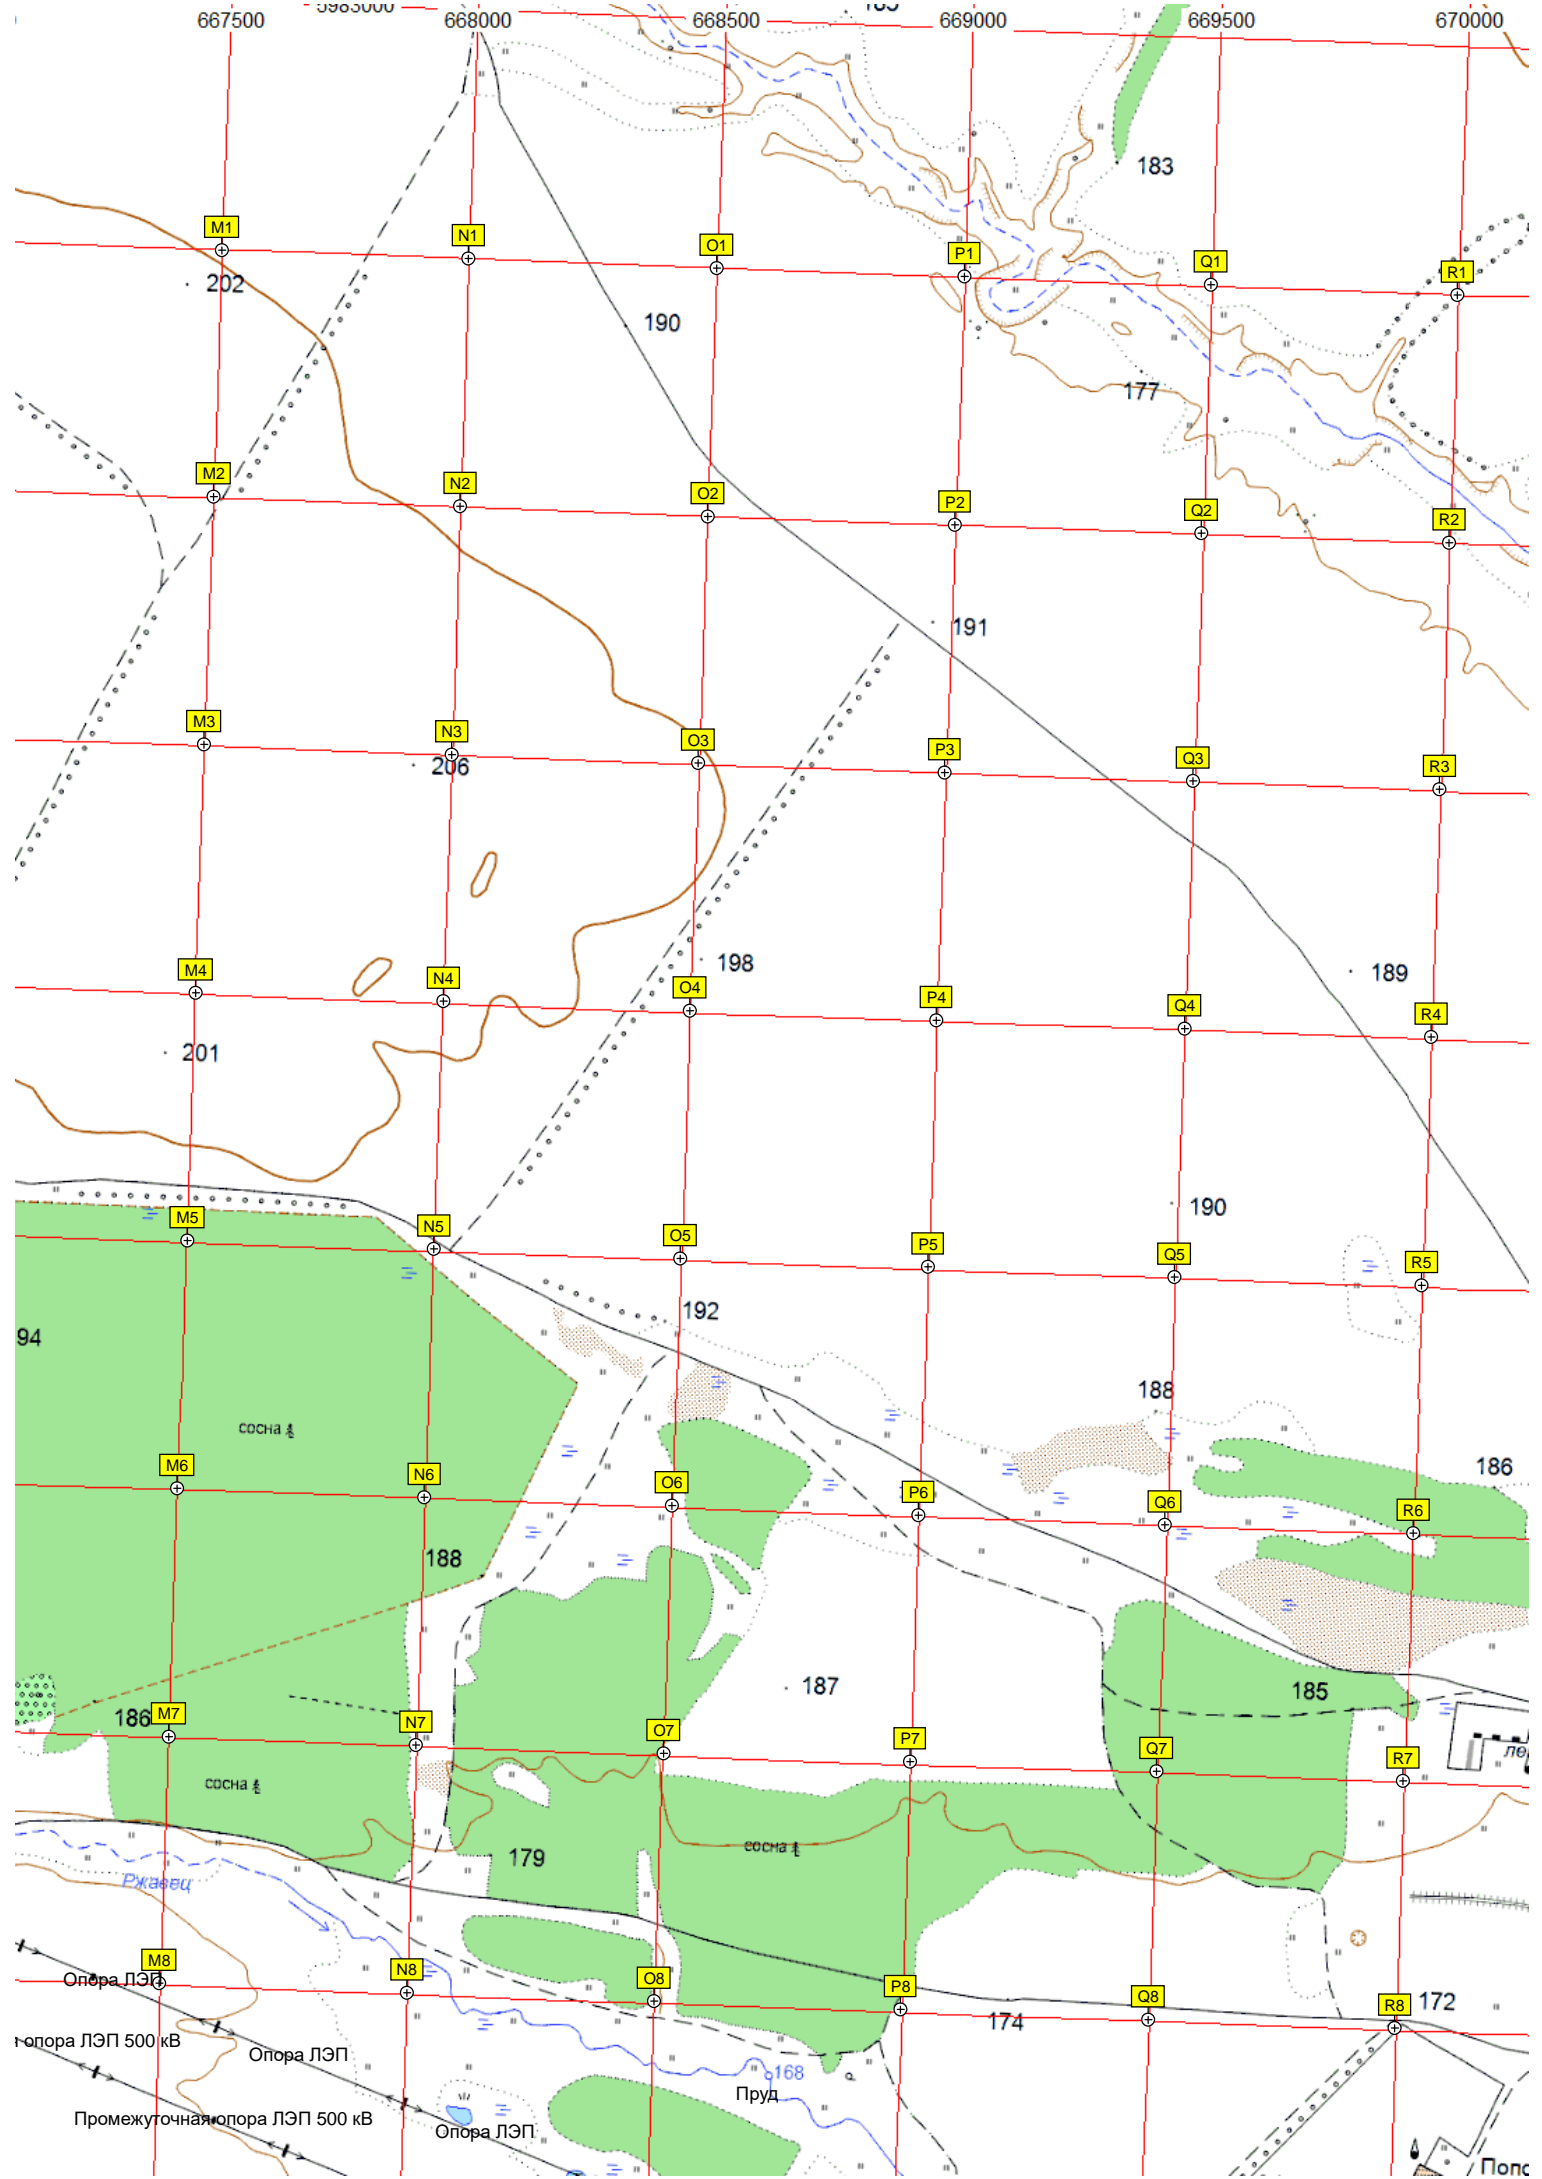 5983000
667500 668000 668500 669000 669500 670000
183
M1 N1 O1 P1 Q1 R1
202
190
177
M2 N2 O2 P2 Q2 R2
191
M3 N3 O3 P3 Q3 R3
206
198
189
M4 N4 O4 P4 Q4 R4
201
190
M5 N5 O5 P5 Q5 R5
192
94
188
сосна
186
M6 N6 O6 P6 Q6 R6
188
187
185
186
M7 N7 O7 P7 Q7 R7
сосна
сосна
179
Ржавец
M8 N8 O8 P8 Q8 R8
Опора ЛЭП
172
174
опора ЛЭП 500 кВ
Опора ЛЭП
168
Пруд
Промежуточная опора ЛЭП 500 кВ
Опора ЛЭП